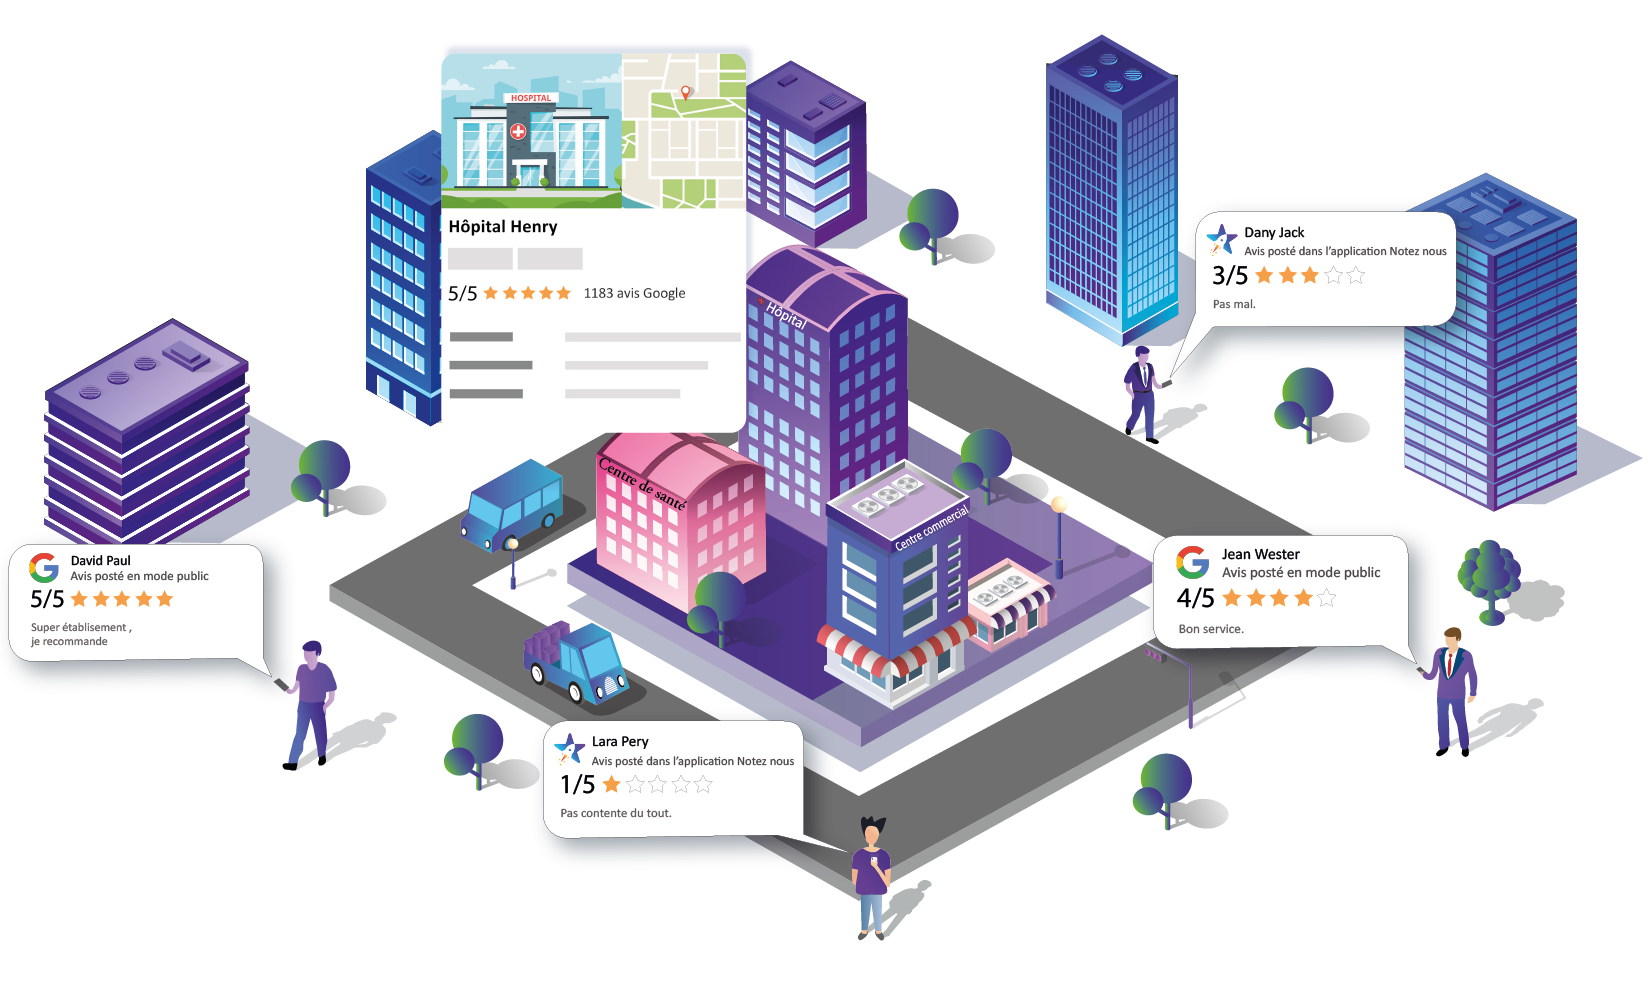 HOSPITAL
Hôpital Henry
5/5
1183 avis Google
Hôpital
Centre de santé
Centre commercial
Dany Jack
Avis posté dans l'application Notez nous
3/5
Pas mal.
David Paul
Avis posté en mode public
5/5
Super établisement ,
je recommande
Jean Wester
Avis posté en mode public
4/5
Bon service.
Lara Pery
Avis posté dans l'application Notez nous
1/5
Pas contente du tout.